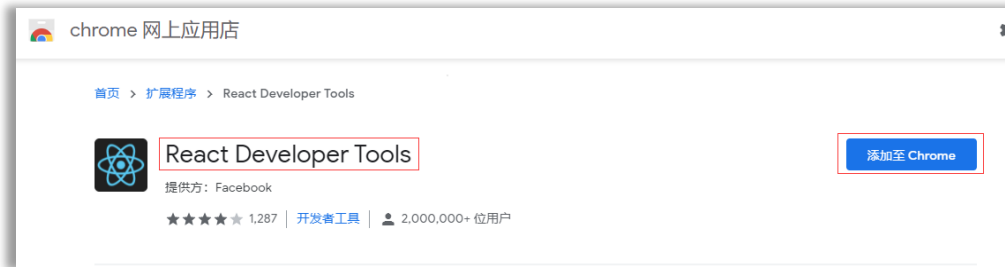 chrome 网上应用店
首页 > 扩展程序 > React Developer Tools
React Developer Tools
添加至 Chrome
提供方：Facebook
1,287 | 开发者工具 | 2,000,000+ 位用户